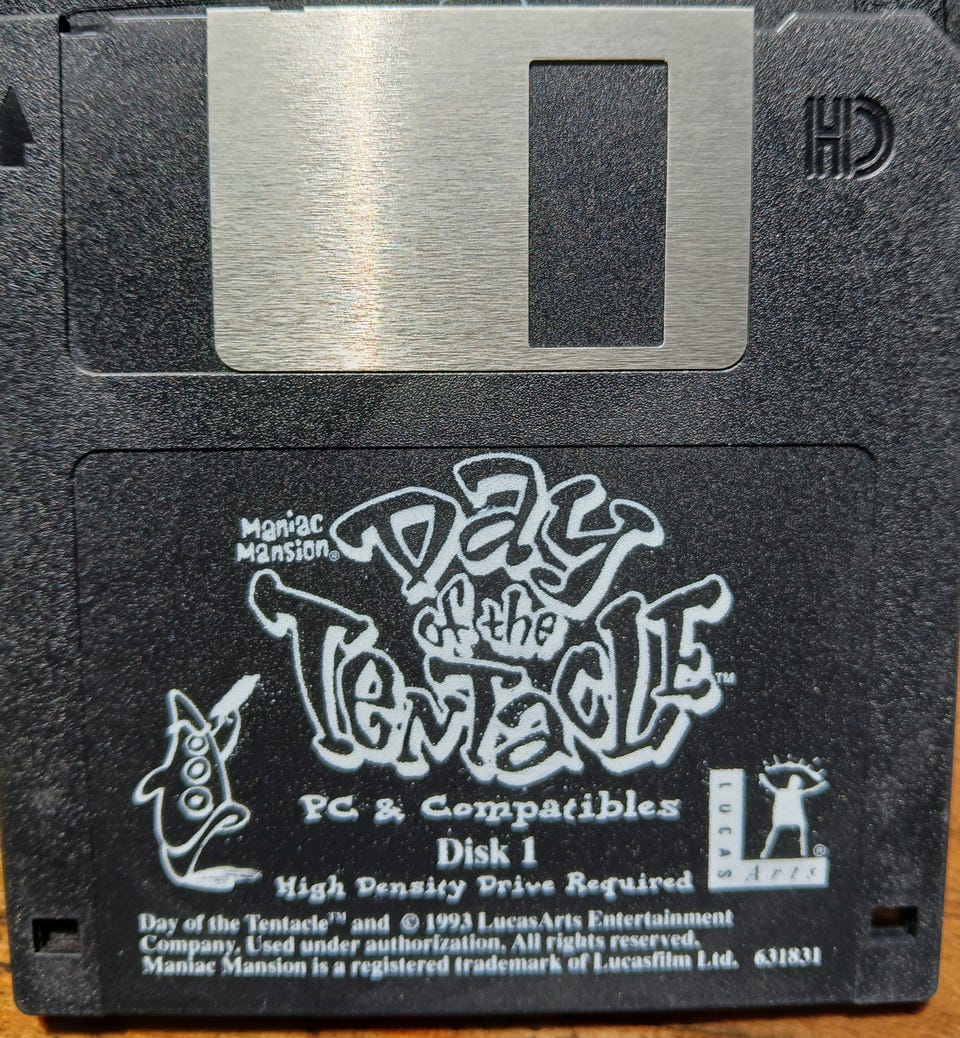 HD
Maniac
Mansion®
Day
of the
Tentacle™
PC & Compatibles
Disk 1
High Density Drive Required
LUCAS
Arts ®
Day of the Tentacle™ and © 1993 LucasArts Entertainment
Company. Used under authorization. All rights reserved.
Maniac Mansion is a registered trademark of Lucasfilm Ltd. 631831